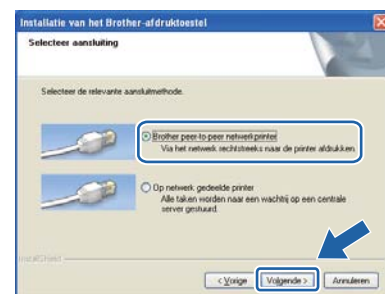 Installatie van het Brother-afdruktoestel
Selecteer aansluiting
Selecteer de relevante aansluitmethode.
Brother peer-to-peer netwerkprinter
Via het netwerk rechtstreeks naar de printer afdrukken.
Op netwerk gedeelde printer
Alle taken worden naar een wachtrij op een centrale
server gestuurd.
InstallShield
< Vorige
Volgende >
Annuleren